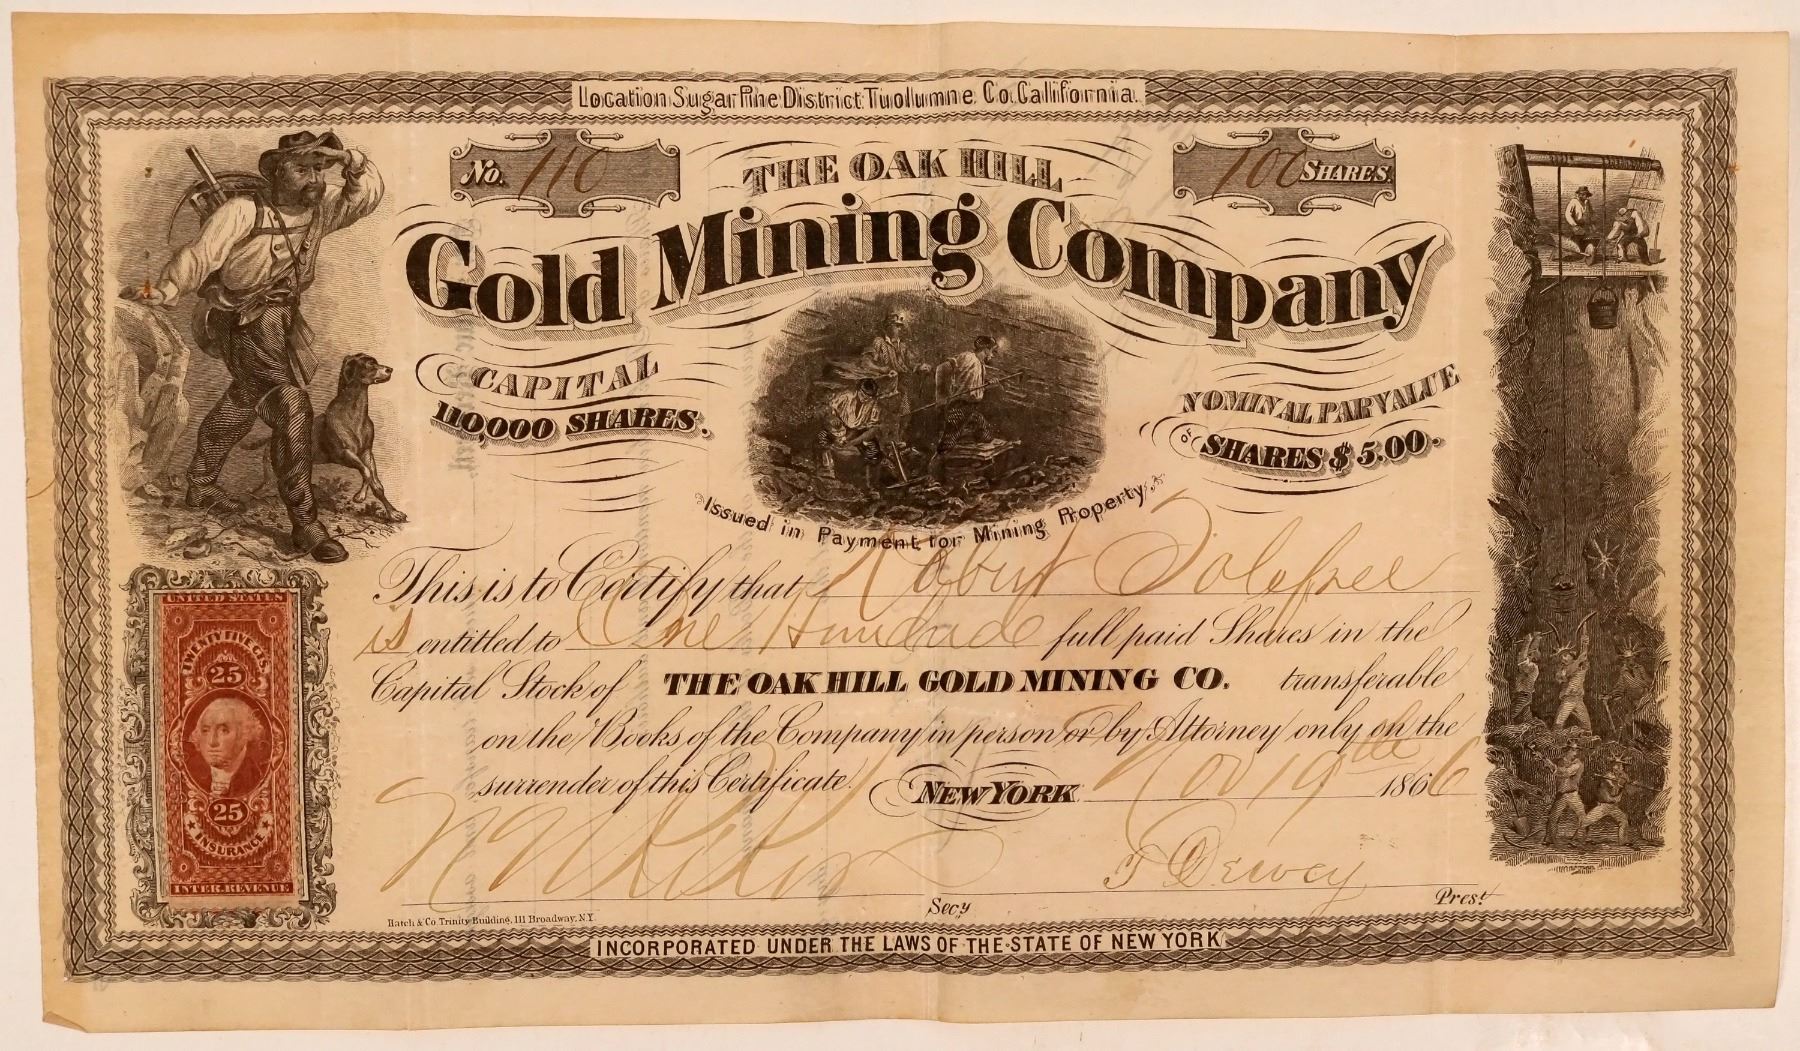 Location Sugar Pine District Tuolumne Co. California.
No. 110
THE OAK HILL
100 SHARES
Gold Mining Company
CAPITAL
110,000 SHARES.
NOMINAL PAR VALUE
OF SHARES $5.00.
Issued in Payment for Mining Property.
This is to Certify that Robert Tolefree
is entitled to One Hundred full paid Shares in the
Capital Stock of THE OAK HILL GOLD MINING CO. transferable
on the Books of the Company in person or by Attorney only on the
surrender of this Certificate. NEW YORK Nov 19th 1866
T Dewey
Secy
Prest
Hatch & Co. Trinity Building, 111 Broadway, N.Y.
INCORPORATED UNDER THE LAWS OF THE STATE OF NEW YORK
UNITED STATES
TWENTY FIVE CTS.
25
25
INSURANCE
INTER. REVENUE